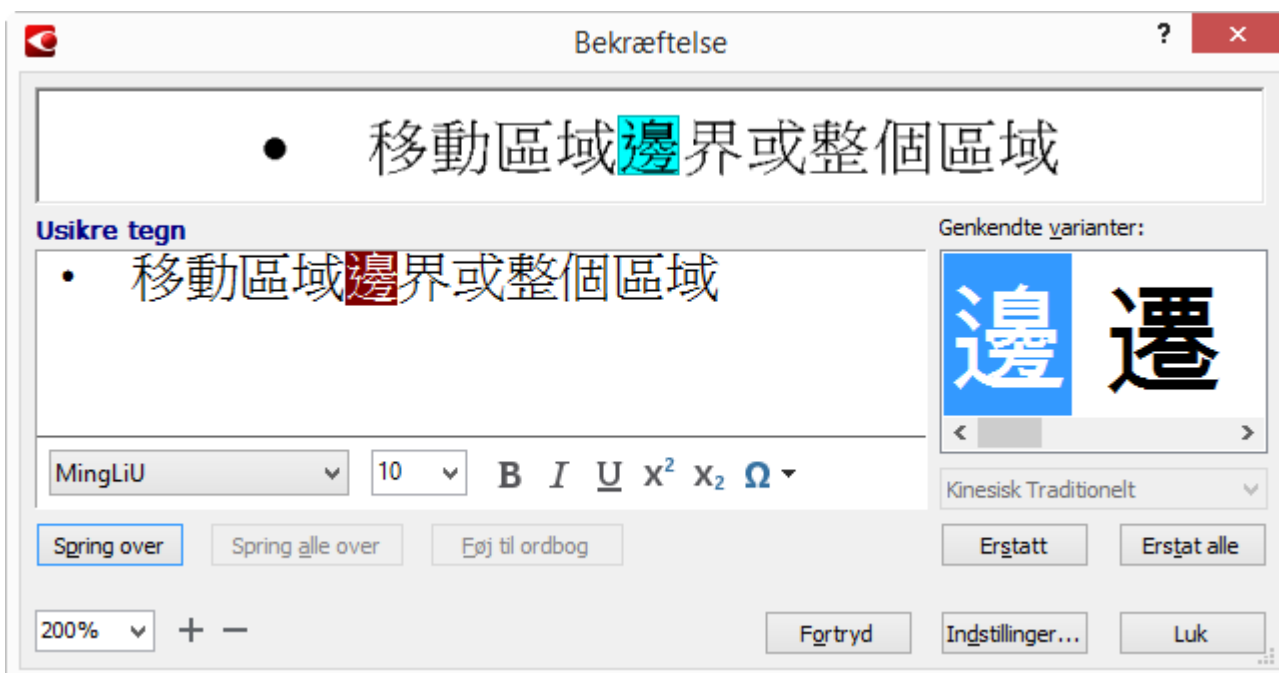 Bekræftelse
?
• 移動區域邊界或整個區域
Usikre tegn
Genkendte varianter:
• 移動區域邊界或整個區域
邊 遷
MingLiU 10 B I U X² X₂ Ω
Kinesisk Traditionelt
Spring over Spring alle over Føj til ordbog Erstatt Erstat alle
200% + − Fortryd Indstillinger... Luk